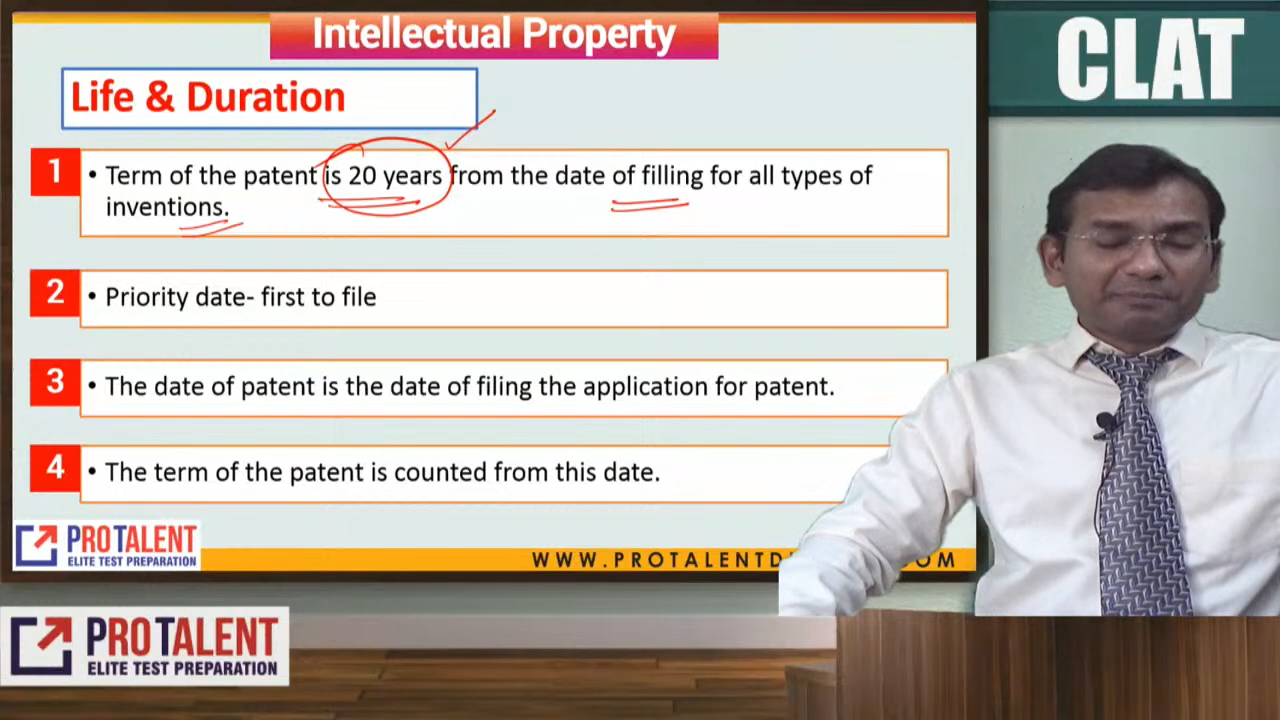 Intellectual Property
CLAT
Life & Duration
1
• Term of the patent is 20 years from the date of filling for all types of
inventions.
2
• Priority date- first to file
3
• The date of patent is the date of filing the application for patent.
4
• The term of the patent is counted from this date.
PROTALENT
ELITE TEST PREPARATION
PROTALENT
ELITE TEST PREPARATION